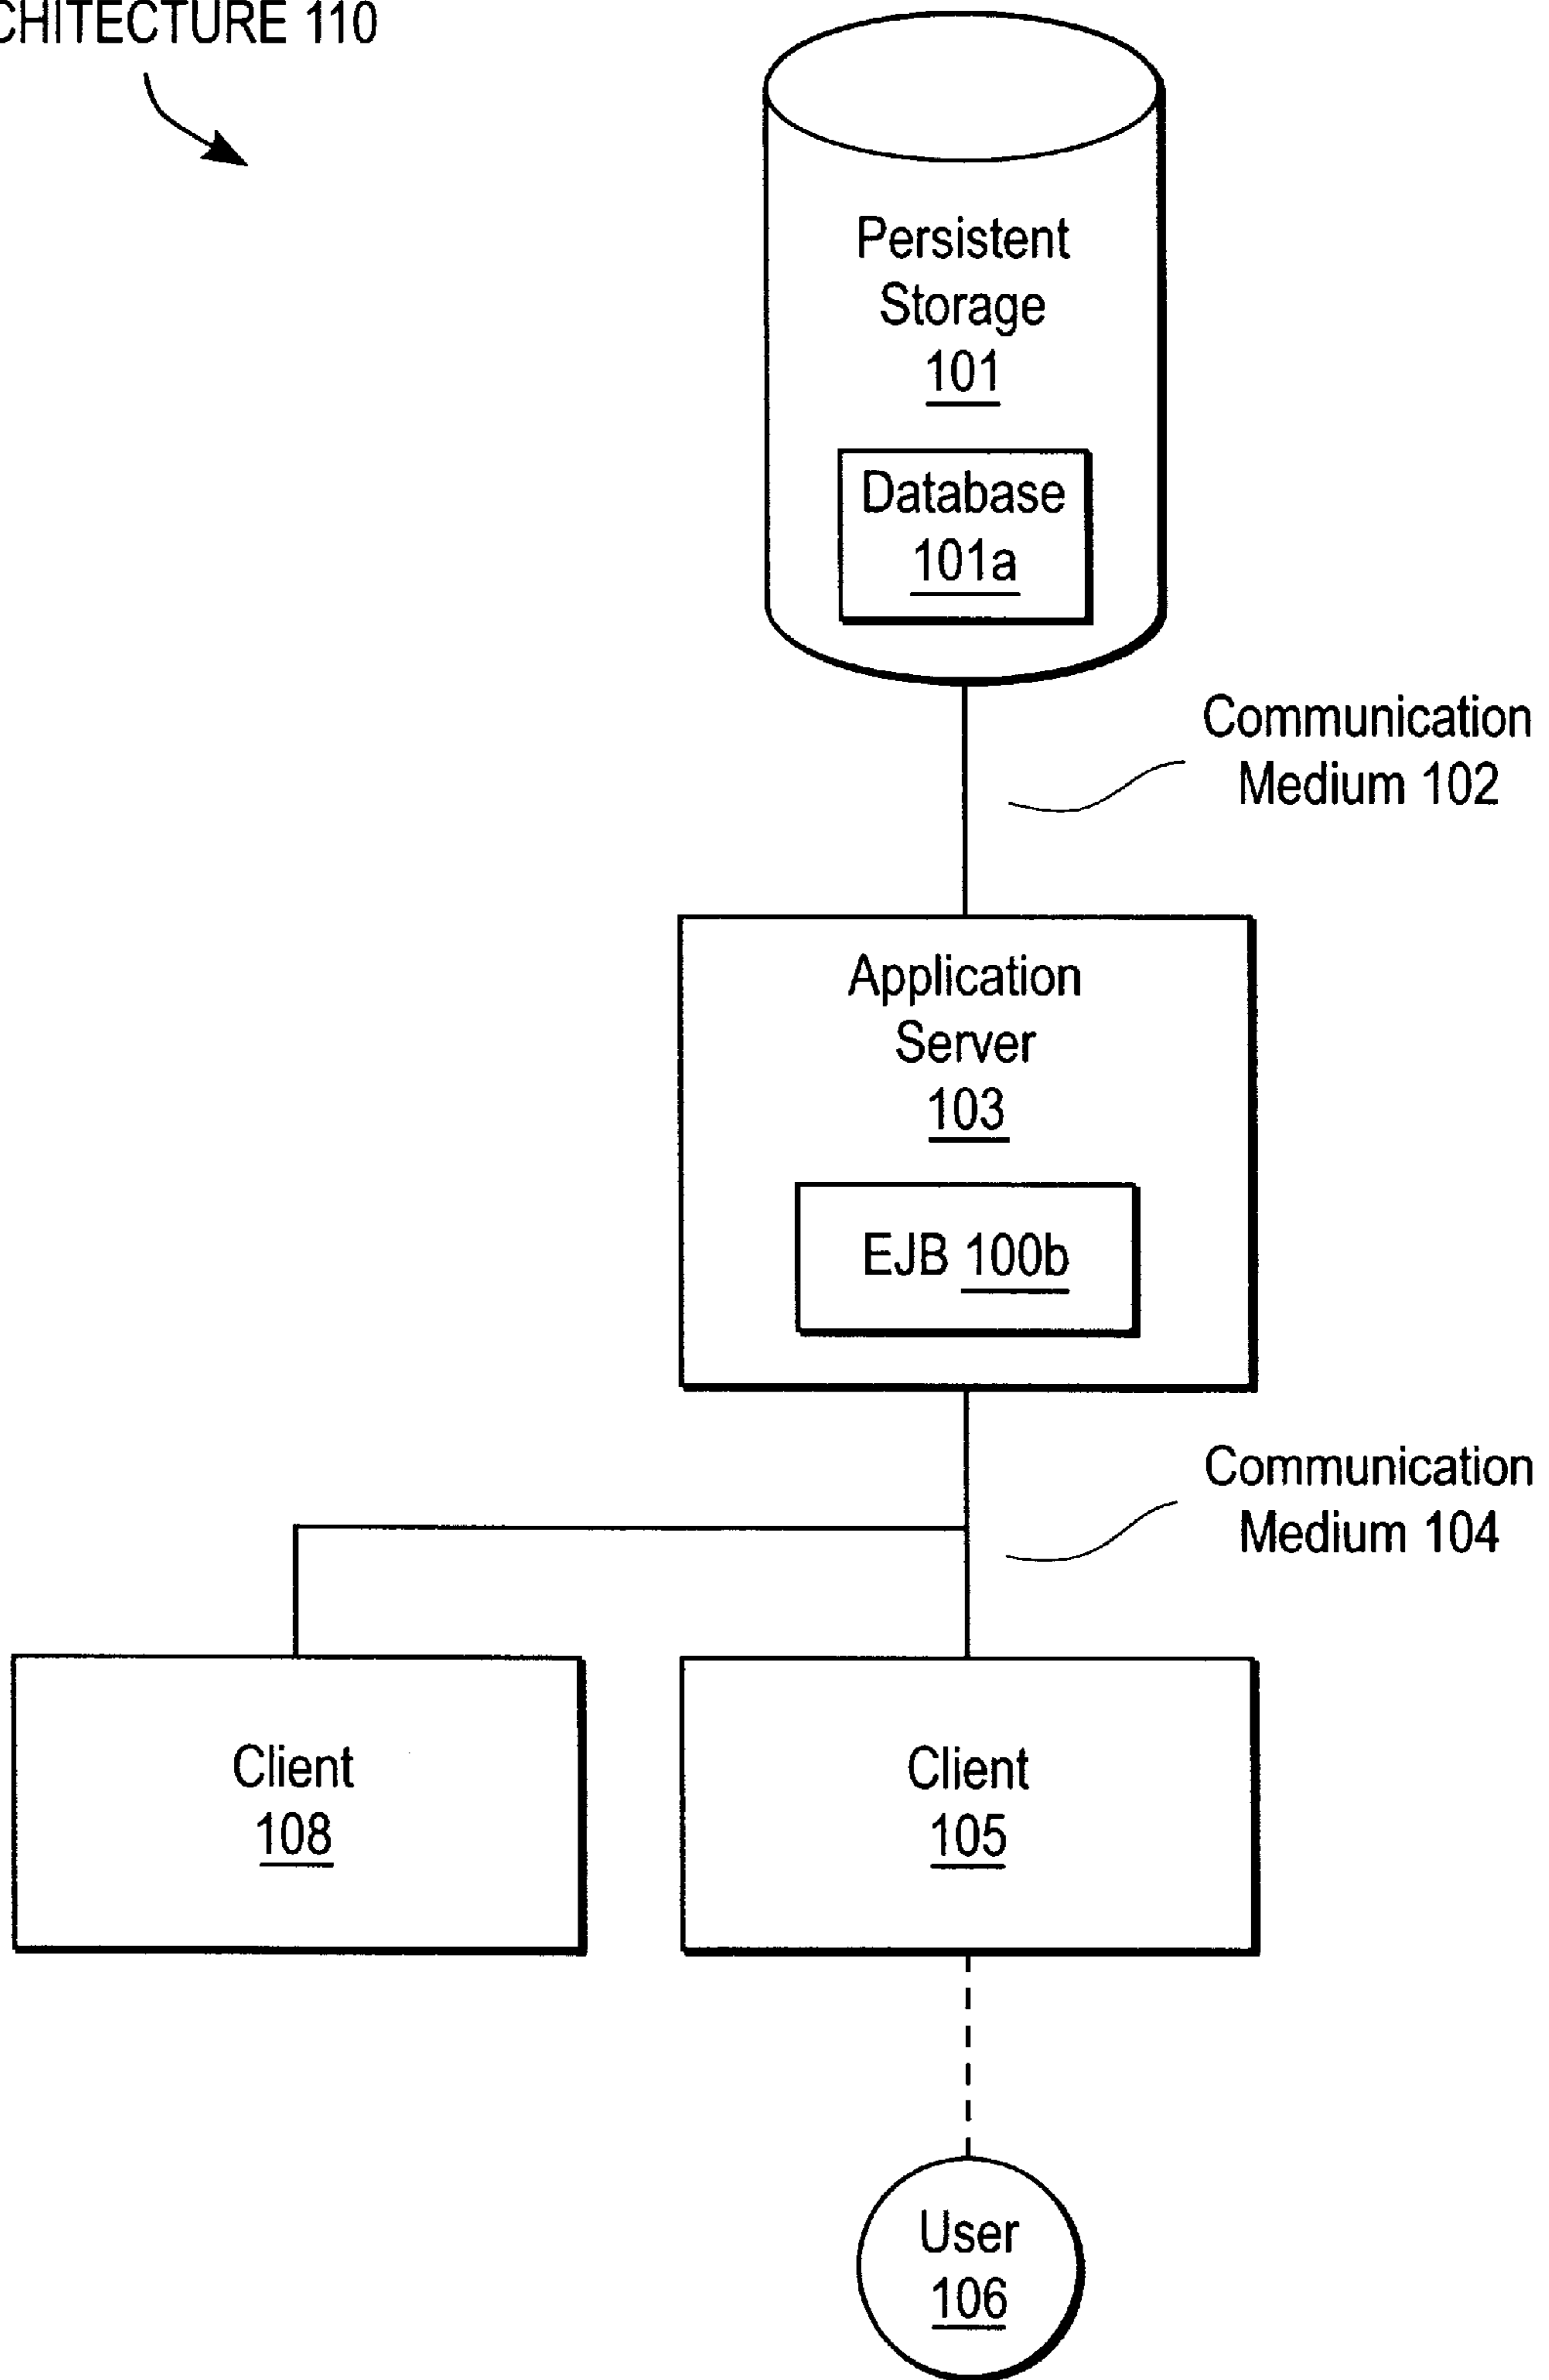 CHITECTURE 110
Persistent
Storage
101
Database
101a
Communication
Medium 102
Application
Server
103
EJB 100b
Communication
Medium 104
Client
108
Client
105
User
106